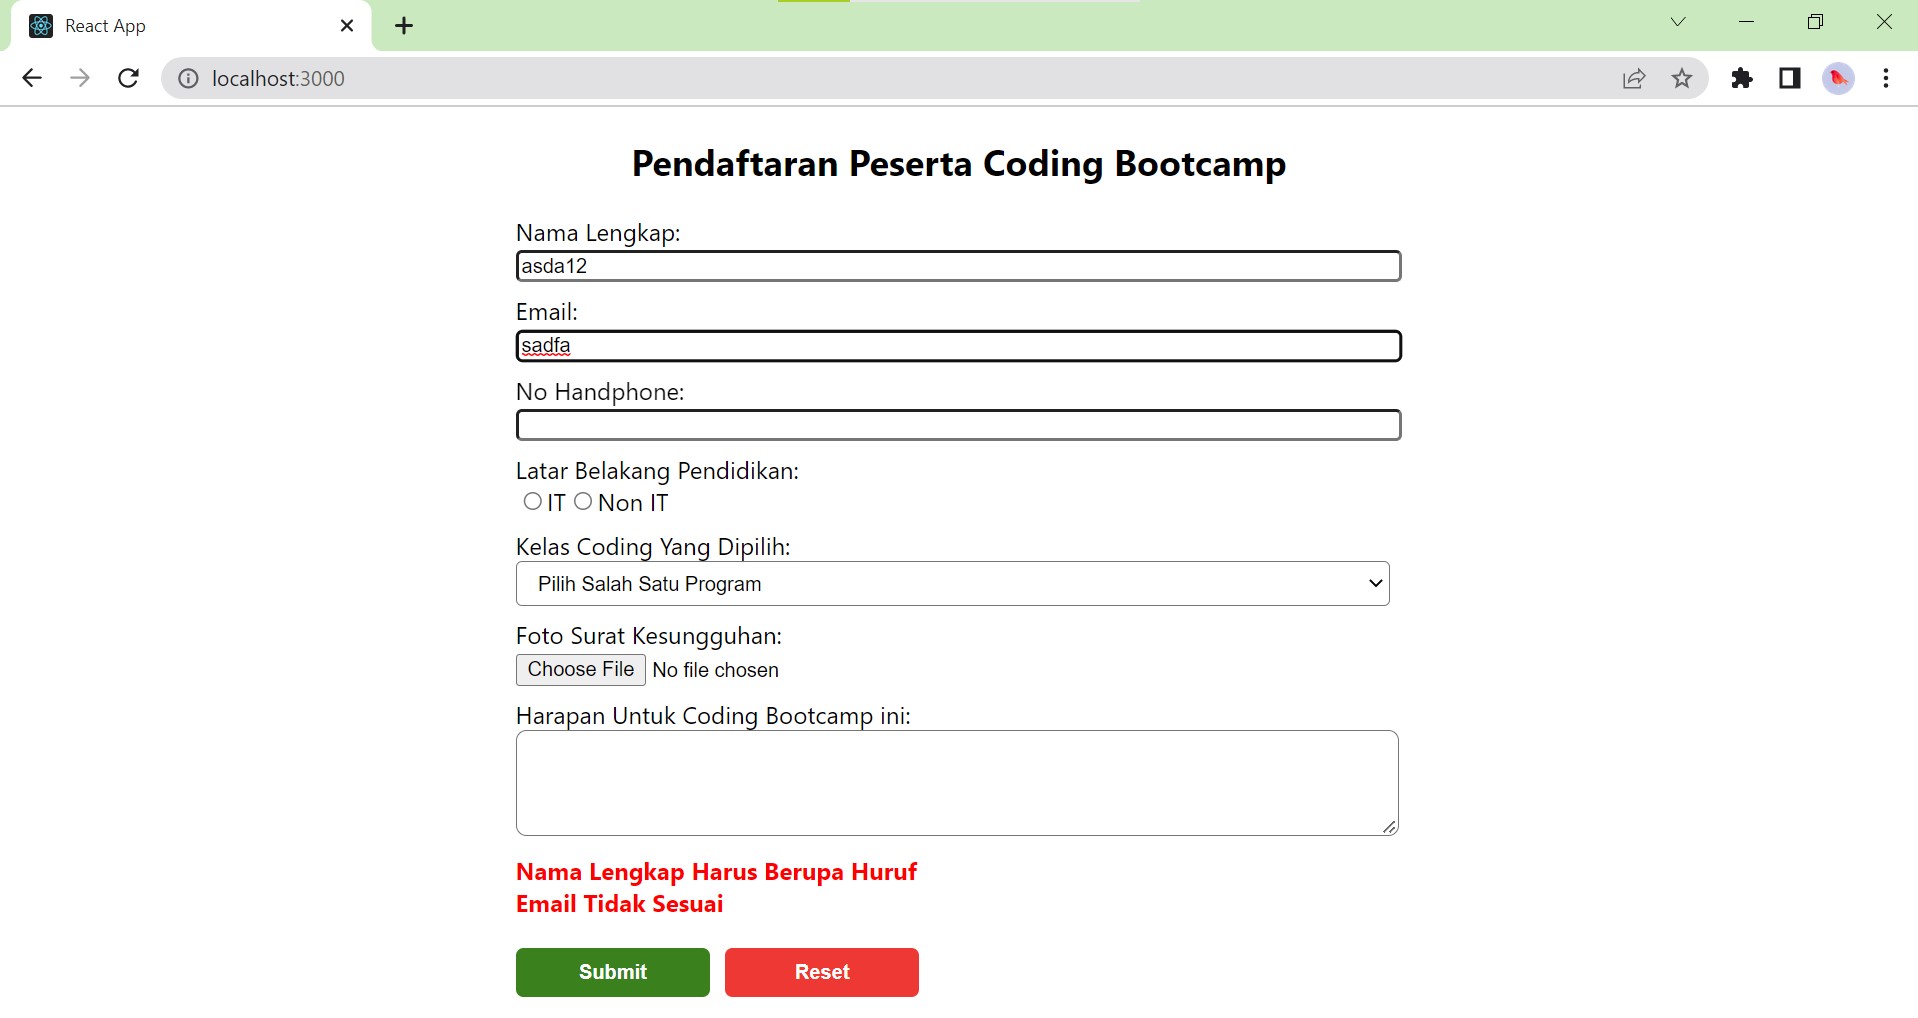 React App
localhost:3000
Pendaftaran Peserta Coding Bootcamp
Nama Lengkap:
asda12
Email:
sadfa
No Handphone:
Latar Belakang Pendidikan:
IT Non IT
Kelas Coding Yang Dipilih:
Pilih Salah Satu Program
Foto Surat Kesungguhan:
Choose File No file chosen
Harapan Untuk Coding Bootcamp ini:
Nama Lengkap Harus Berupa Huruf
Email Tidak Sesuai
Submit Reset